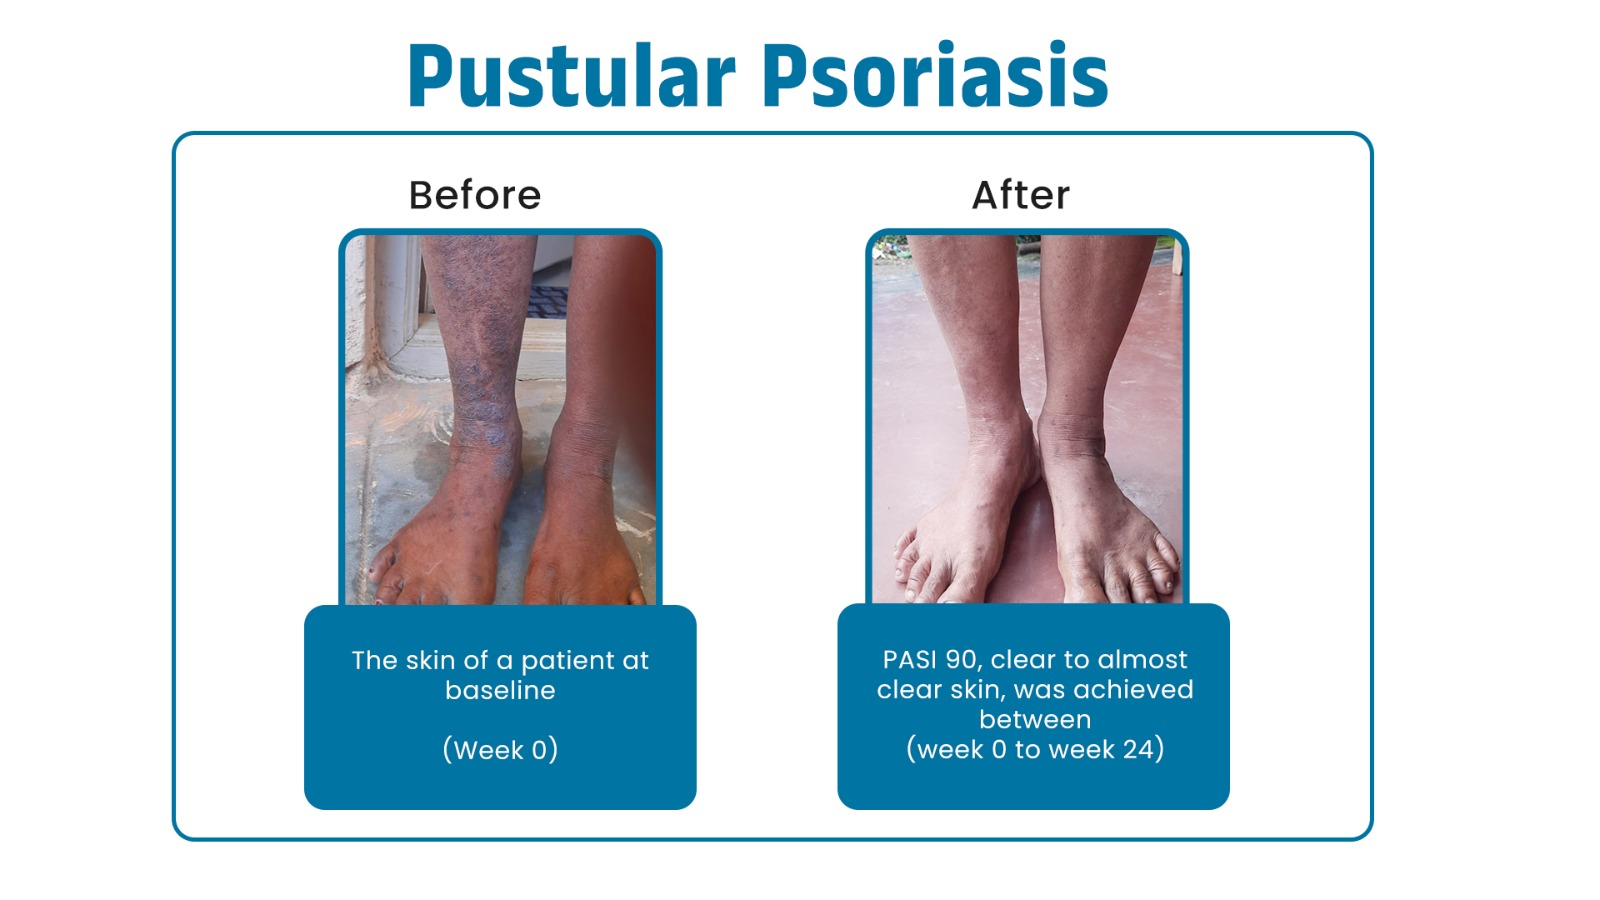 Pustular Psoriasis
Before
After
The skin of a patient at
baseline
(Week 0)
PASI 90, clear to almost
clear skin, was achieved
between
(week 0 to week 24)